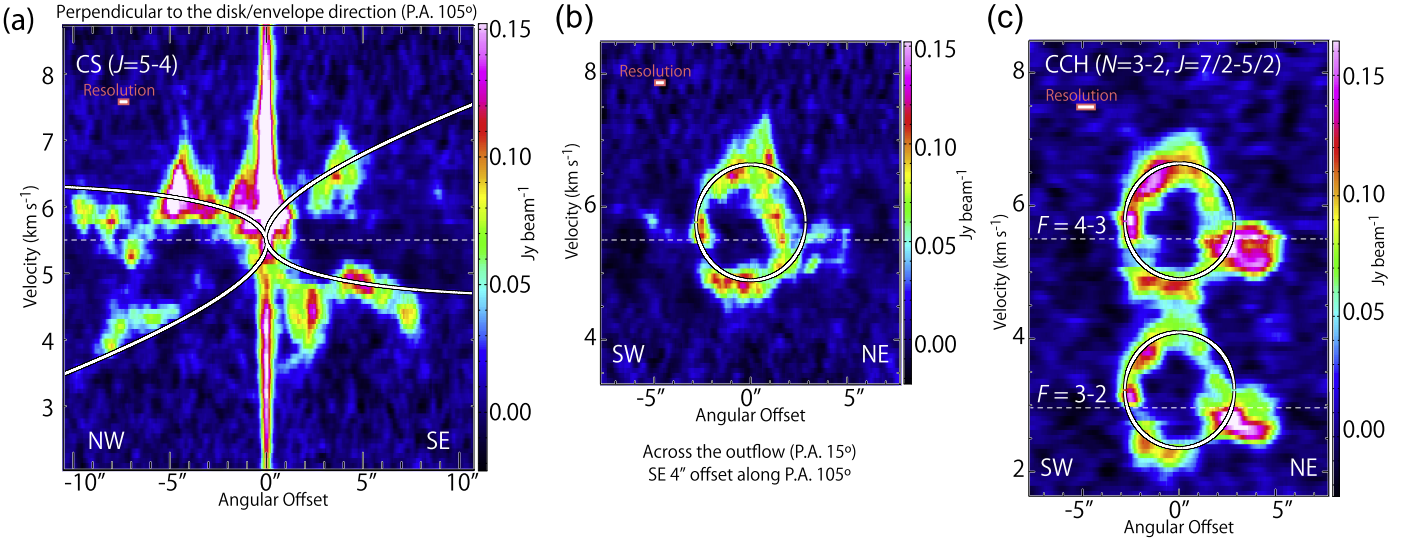 (a)
Perpendicular to the disk/envelope direction (P.A. 105º)
CS (J=5-4)
Resolution
8
7
6
5
4
3
Velocity (km s⁻¹)
NW
SE
-10″
-5″
0″
5″
10″
Angular Offset
0.15
0.10
0.05
0.00
Jy beam⁻¹
(b)
Resolution
8
6
4
Velocity (km s⁻¹)
SW
NE
-5″
0″
5″
Angular Offset
0.15
0.10
0.05
0.00
Jy beam⁻¹
Across the outflow (P.A. 15º)
SE 4″ offset along P.A. 105º
(c)
CCH (N=3-2, J=7/2-5/2)
Resolution
8
6
4
2
Velocity (km s⁻¹)
F = 4-3
F = 3-2
SW
NE
-5″
0″
5″
Angular Offset
0.15
0.10
0.05
0.00
Jy beam⁻¹